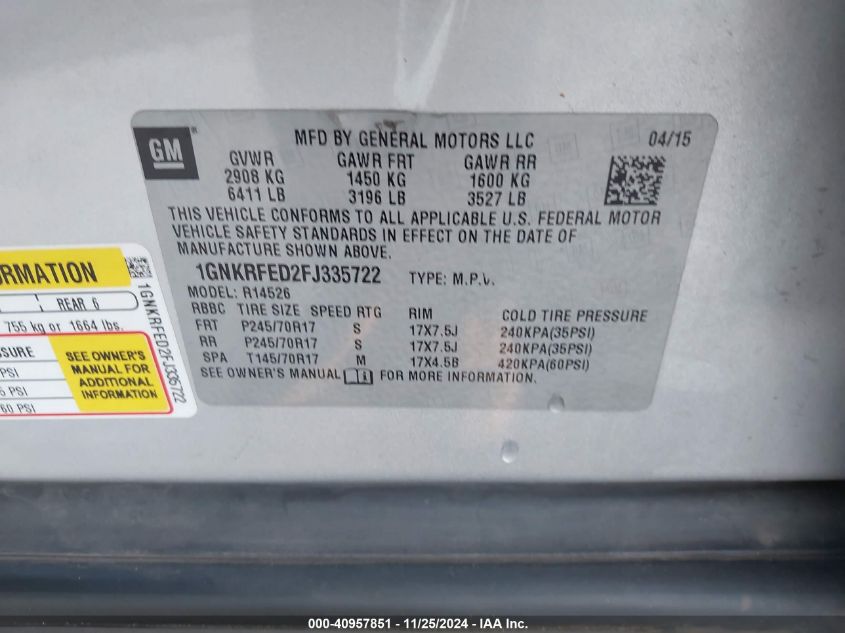 GM
MFD BY GENERAL MOTORS LLC
04/15
GVWR GAWR FRT GAWR RR
2908 KG 1450 KG 1600 KG
6411 LB 3196 LB 3527 LB
THIS VEHICLE CONFORMS TO ALL APPLICABLE U.S. FEDERAL MOTOR
VEHICLE SAFETY STANDARDS IN EFFECT ON THE DATE OF
MANUFACTURE SHOWN ABOVE.
1GNKRFED2FJ335722 TYPE: M.P.V.
MODEL: R14526
RBBC TIRE SIZE SPEED RTG RIM COLD TIRE PRESSURE
FRT P245/70R17 S 17X7.5J 240KPA(35PSI)
RR P245/70R17 S 17X7.5J 240KPA(35PSI)
SPA T145/70R17 M 17X4.5B 420KPA(60PSI)
SEE OWNER'S MANUAL FOR MORE INFORMATION.
REAR 6
755 kg or 1664 lbs.
SEE OWNER'S
MANUAL FOR
ADDITIONAL
INFORMATION
PSI
PSI
60 PSI
1GNKRFED2FJ335722
000-40957851 - 11/25/2024 - IAA Inc.